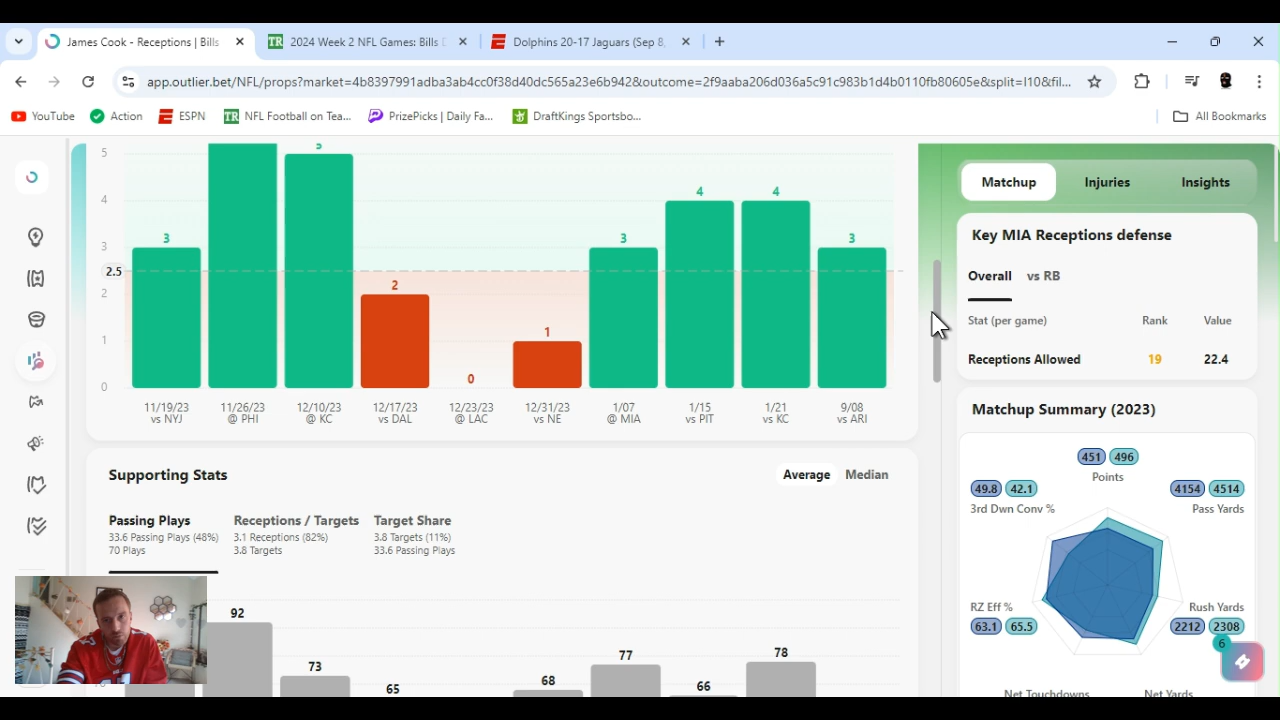 James Cook - Receptions | Bills
2024 Week 2 NFL Games: Bills
Dolphins 20-17 Jaguars (Sep 8,
app.outlier.bet/NFL/props?market=4b8397991adba3ab4cc0f38d40dc565a23e6b942&outcome=2f9aaba206d036a5c91c983b1d4b0110fb80605e&split=l10&fil...
YouTube Action ESPN NFL Football on Tea... PrizePicks | Daily Fa... DraftKings Sportsbo... All Bookmarks
Matchup Injuries Insights
Key MIA Receptions defense
Overall vs RB
Stat (per game) Rank Value
Receptions Allowed 19 22.4
Matchup Summary (2023)
451 496
Points
49.8 42.1
3rd Dwn Conv %
4154 4514
Pass Yards
RZ Eff %
63.1 65.5
Rush Yards
2212 2308
6
Net Touchdowns Net Yards
5
4
3
2.5
2
1
0
3 5 2 0 1 3 4 4 3
11/19/23 11/26/23 12/10/23 12/17/23 12/23/23 12/31/23 1/07 1/15 1/21 9/08
vs NYJ @ PHI @ KC vs DAL @ LAC vs NE @ MIA vs PIT vs KC vs ARI
Supporting Stats
Average Median
Passing Plays Receptions / Targets Target Share
33.6 Passing Plays (48%) 3.1 Receptions (82%) 3.8 Targets (11%)
70 Plays 3.8 Targets 33.6 Passing Plays
92 73 65 68 77 66 78